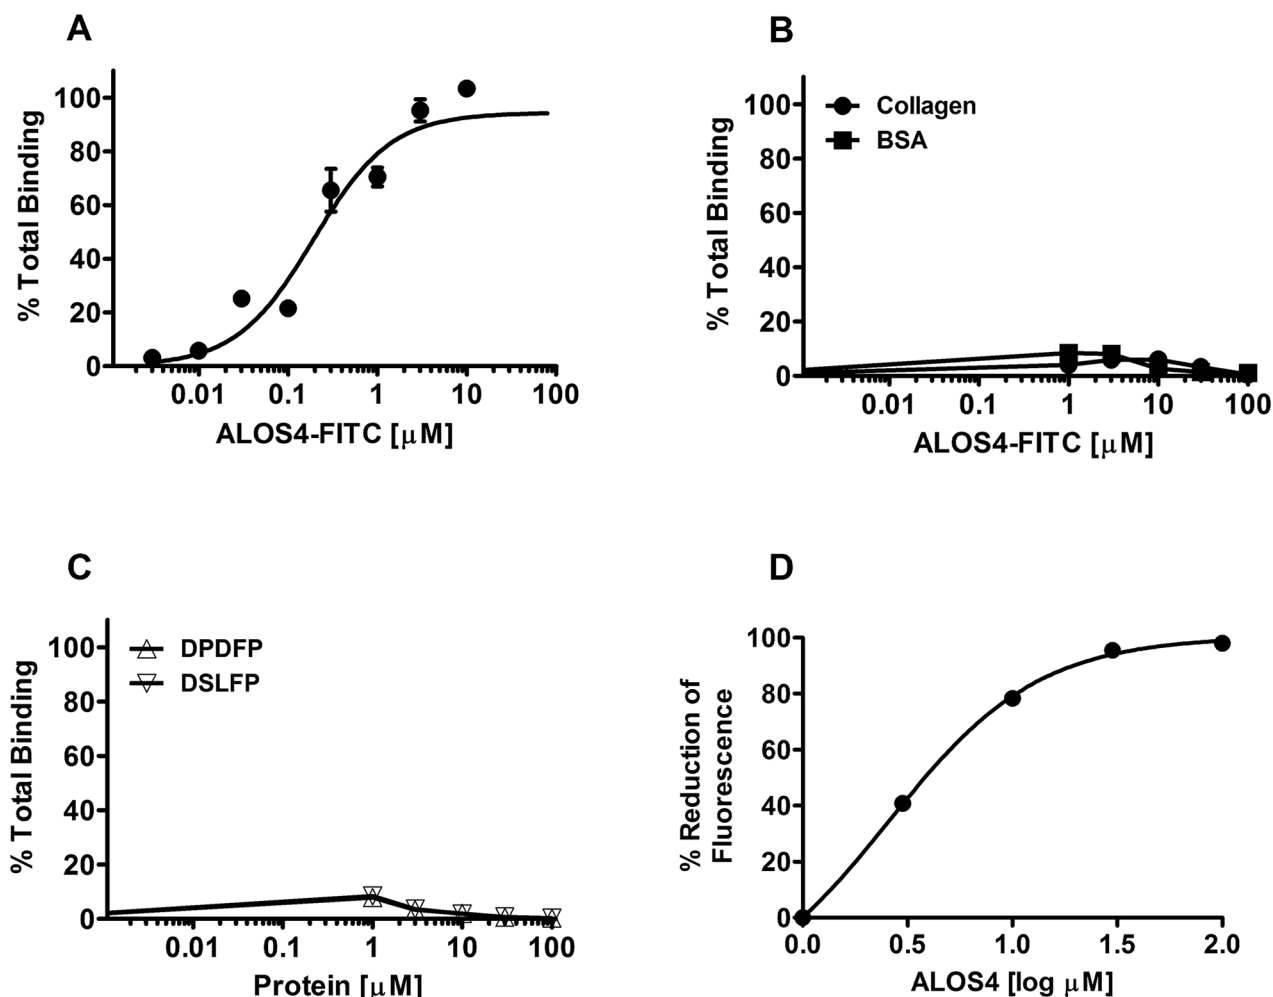 A
% Total Binding
100
80
60
40
20
0
0.01 0.1 1 10 100
ALOS4-FITC [μM]
B
% Total Binding
100
80
60
40
20
0
Collagen
BSA
0.01 0.1 1 10 100
ALOS4-FITC [μM]
C
% Total Binding
100
80
60
40
20
0
DPDFP
DSLFP
0.01 0.1 1 10 100
Protein [μM]
D
% Reduction of
Fluorescence
100
80
60
40
20
0
0.0 0.5 1.0 1.5 2.0
ALOS4 [log μM]